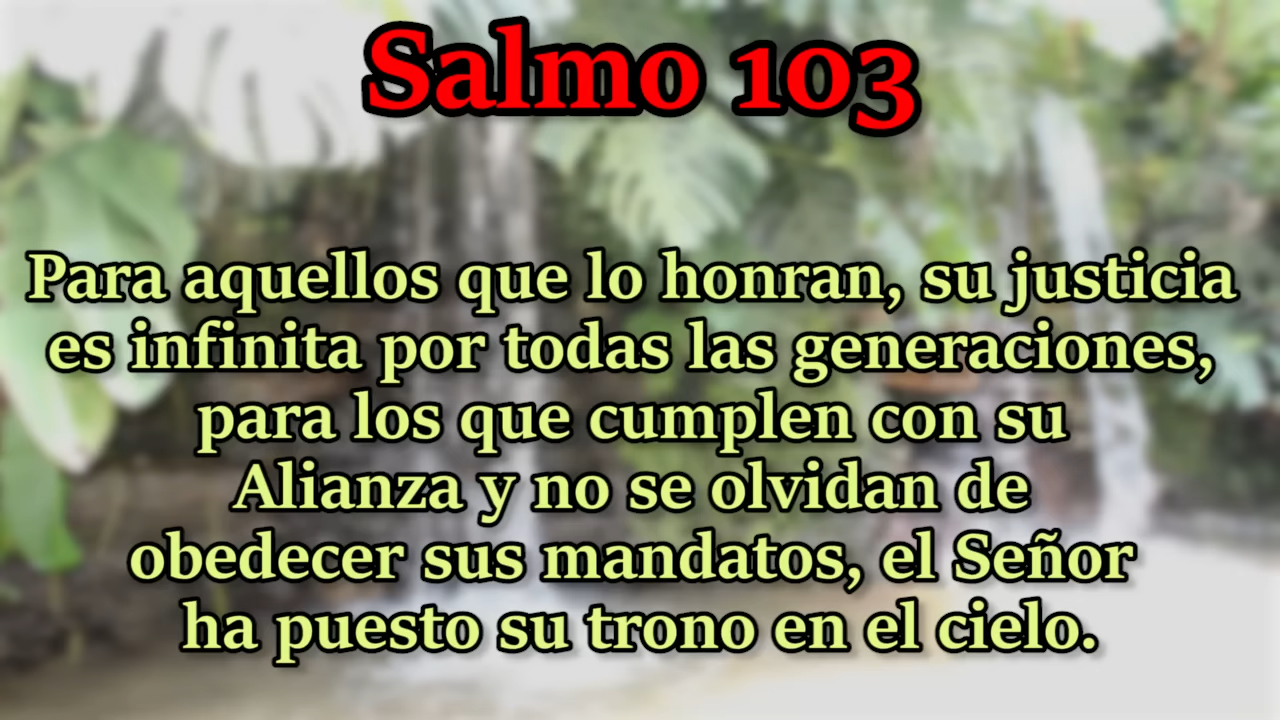 Salmo 103
Para aquellos que lo honran, su justicia
es infinita por todas las generaciones,
para los que cumplen con su
Alianza y no se olvidan de
obedecer sus mandatos, el Señor
ha puesto su trono en el cielo.